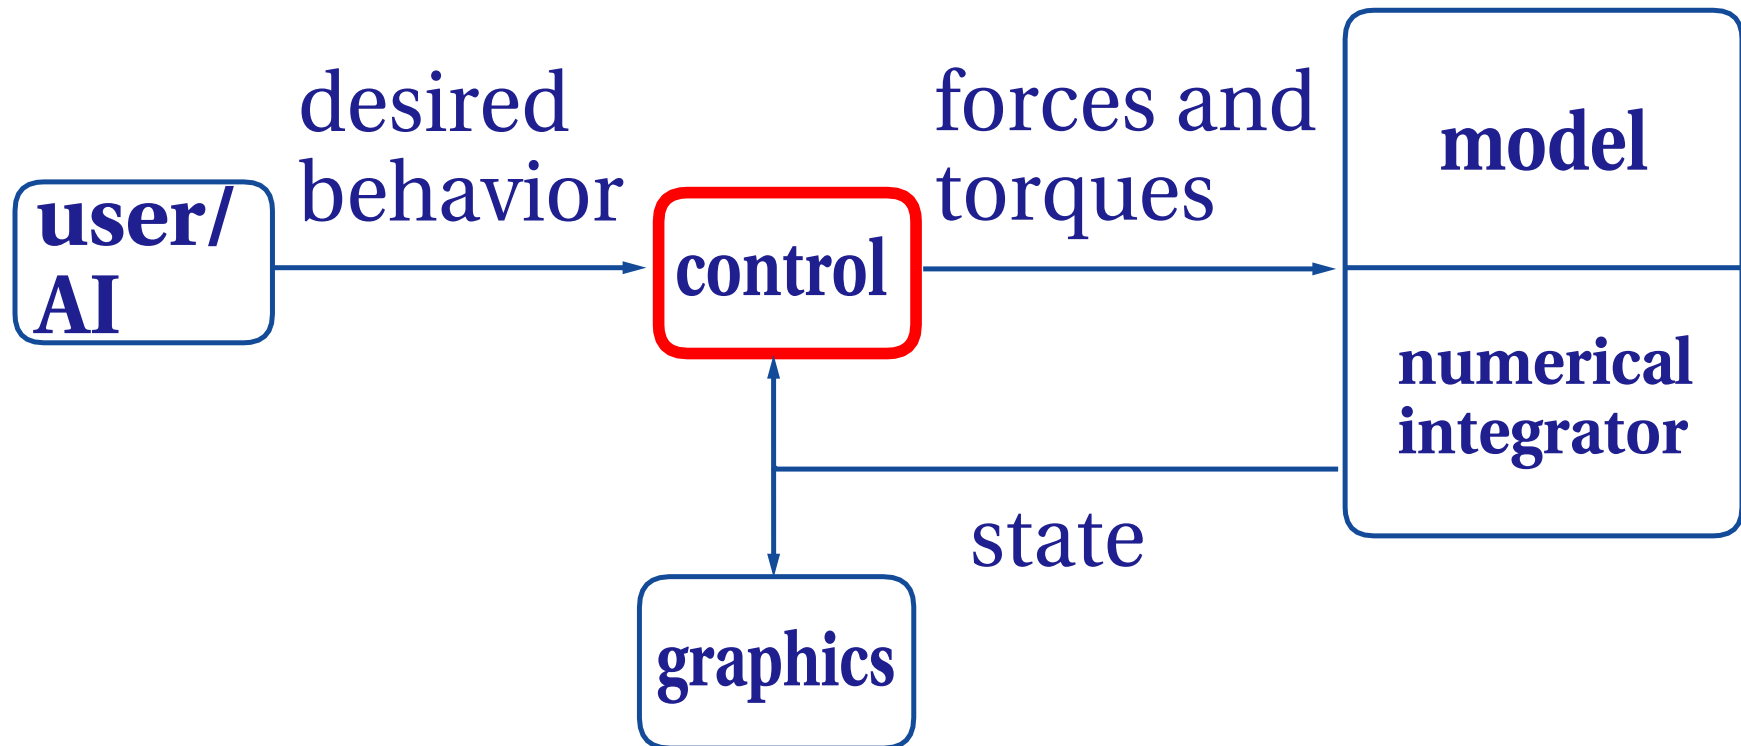 desired
behavior
forces and
torques
model
user/
AI
control
numerical
integrator
state
graphics